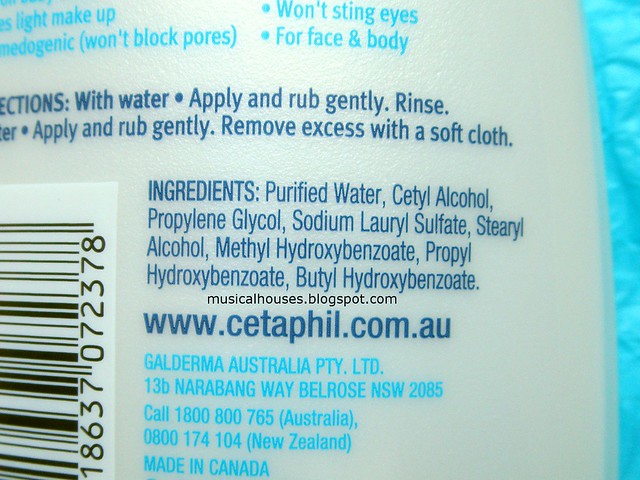 • Won't sting eyes
es light make up
medogenic (won't block pores)
• For face & body
ECTIONS: With water • Apply and rub gently. Rinse.
ter • Apply and rub gently. Remove excess with a soft cloth.
INGREDIENTS: Purified Water, Cetyl Alcohol,
Propylene Glycol, Sodium Lauryl Sulfate, Stearyl
Alcohol, Methyl Hydroxybenzoate, Propyl
Hydroxybenzoate, Butyl Hydroxybenzoate.
musicalhouses.blogspot.com
www.cetaphil.com.au
GALDERMA AUSTRALIA PTY. LTD.
13b NARABANG WAY BELROSE NSW 2085
Call 1800 800 765 (Australia),
0800 174 104 (New Zealand)
MADE IN CANADA
18637 072378